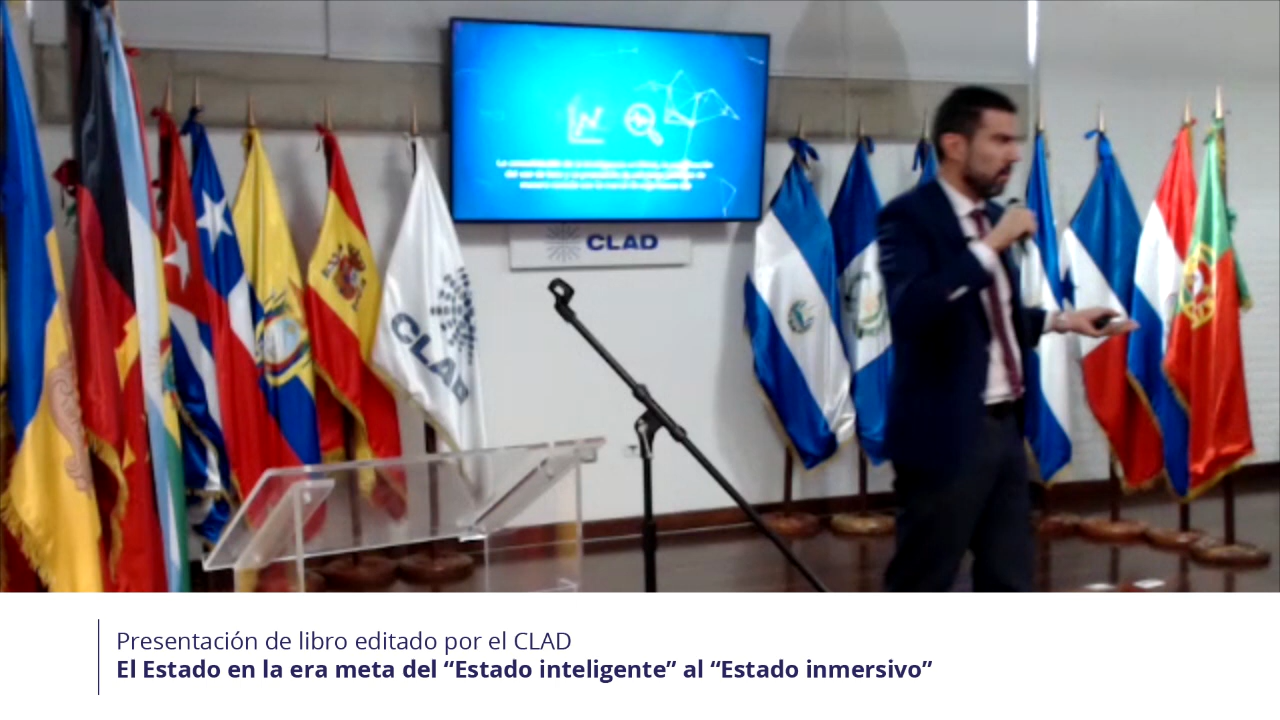 CLAD
CLAD
Presentación de libro editado por el CLAD
El Estado en la era meta del “Estado inteligente” al “Estado inmersivo”